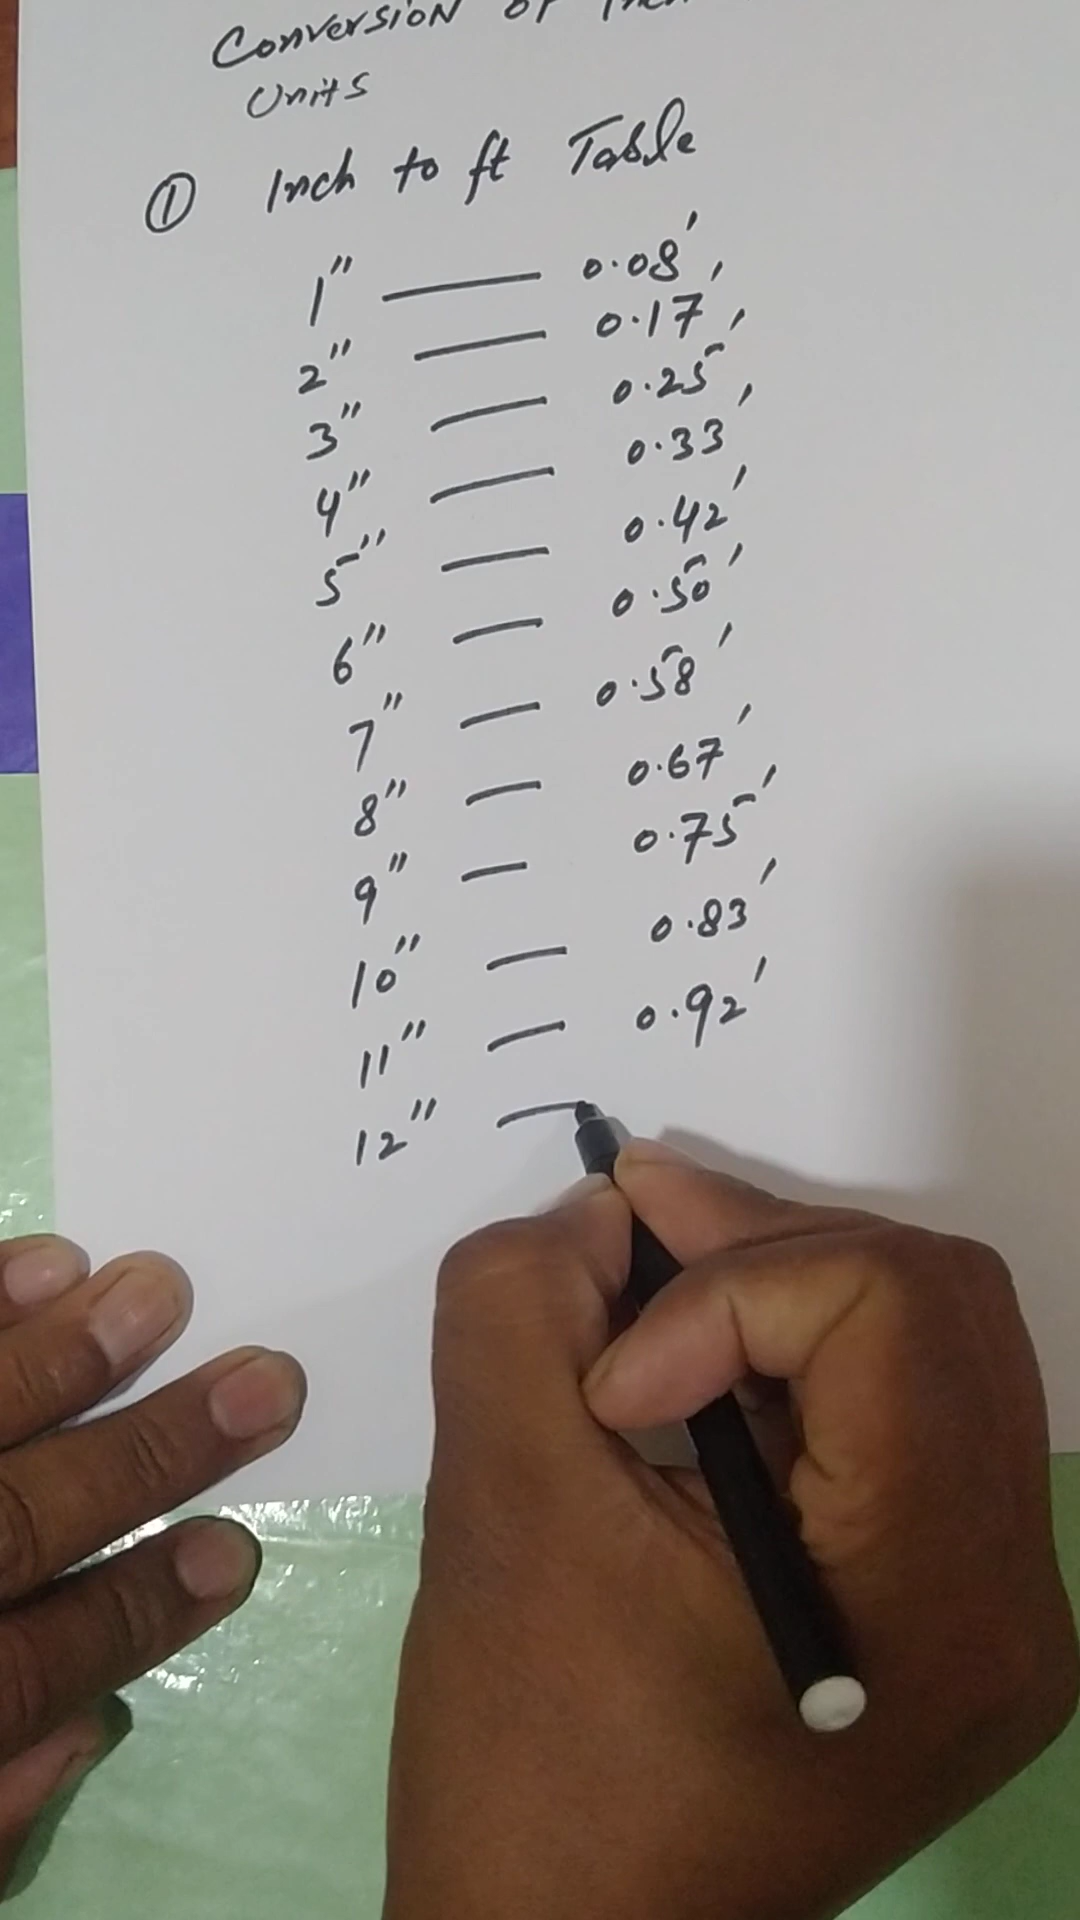 Conversion of Inch
Units
① Inch to ft Table
1" — 0.08'
2" — 0.17'
3" — 0.25'
4" — 0.33'
5" — 0.42'
6" — 0.50'
7" — 0.58'
8" — 0.67'
9" — 0.75'
10" — 0.83'
11" — 0.92'
12" —